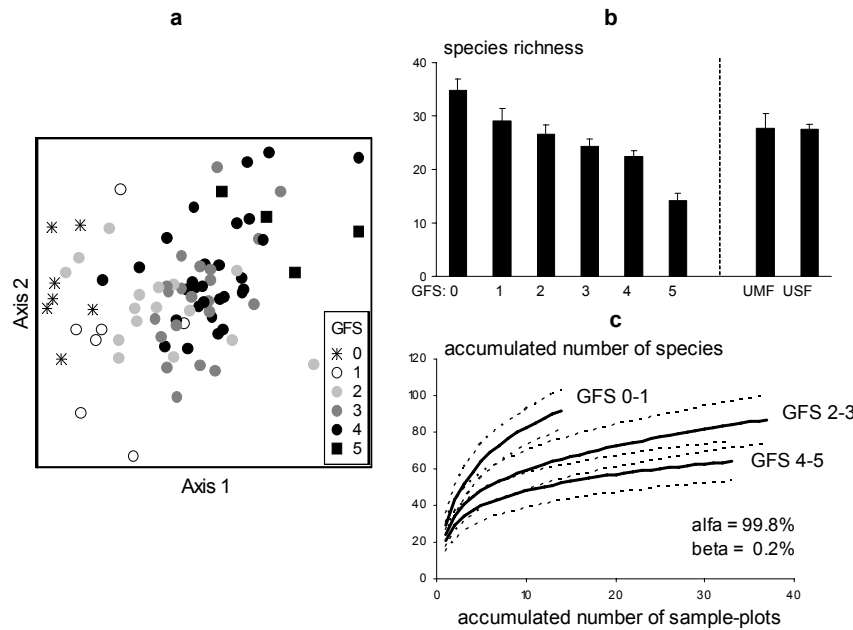 a
Axis 2
Axis 1
GFS
0
1
2
3
4
5
b
species richness
40
30
20
10
0
GFS: 0 1 2 3 4 5 UMF USF
c
accumulated number of species
120
100
80
60
40
20
0
GFS 0-1
GFS 2-3
GFS 4-5
alfa = 99.8%
beta = 0.2%
0 10 20 30 40
accumulated number of sample-plots